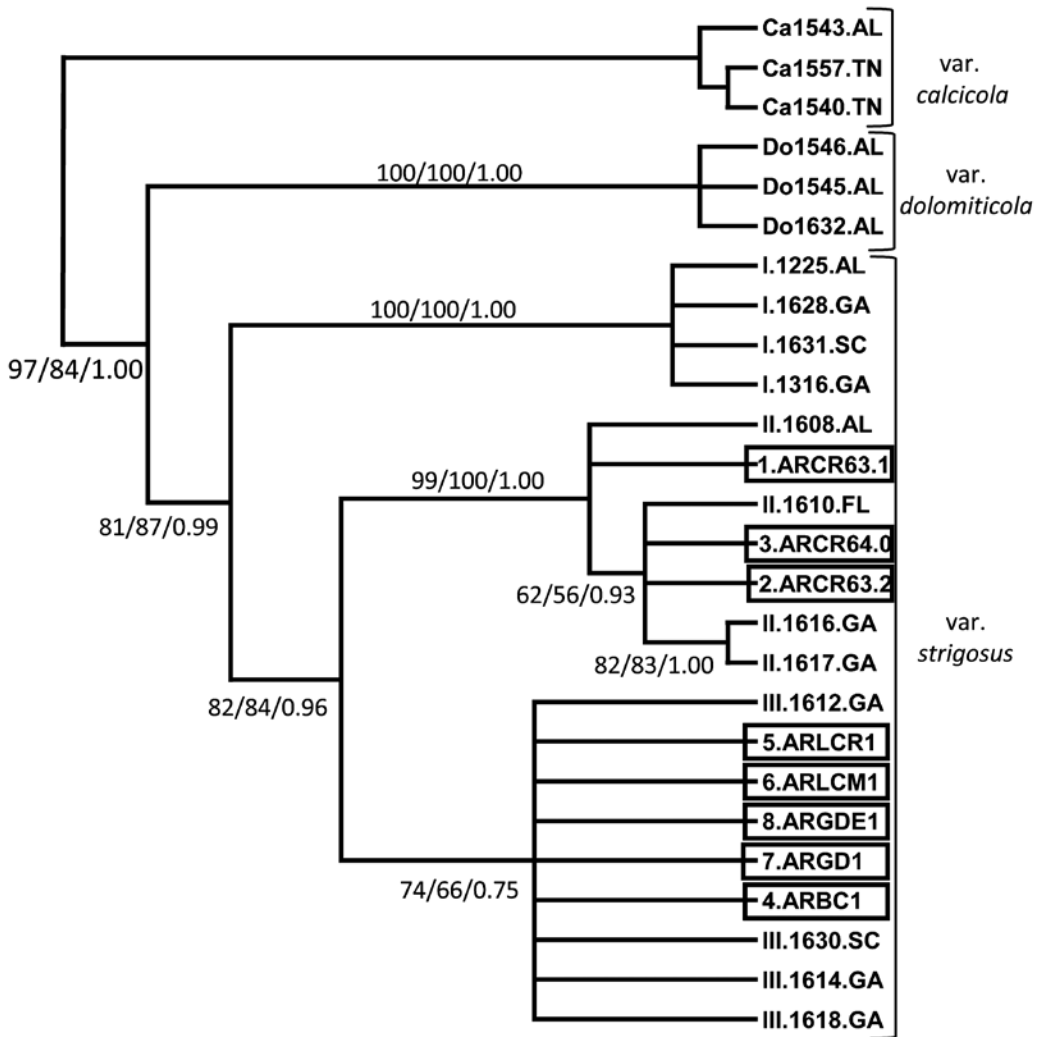 Ca1543.AL
Ca1557.TN
Ca1540.TN
var.
calcicola
Do1546.AL
Do1545.AL
Do1632.AL
var.
dolomiticola
100/100/1.00
I.1225.AL
I.1628.GA
I.1631.SC
I.1316.GA
100/100/1.00
97/84/1.00
II.1608.AL
1.ARCR63.1
II.1610.FL
3.ARCR64.0
2.ARCR63.2
II.1616.GA
II.1617.GA
99/100/1.00
81/87/0.99
62/56/0.93
82/83/1.00
var.
strigosus
82/84/0.96
III.1612.GA
5.ARLCR1
6.ARLCM1
8.ARGDE1
7.ARGD1
4.ARBC1
III.1630.SC
III.1614.GA
III.1618.GA
74/66/0.75